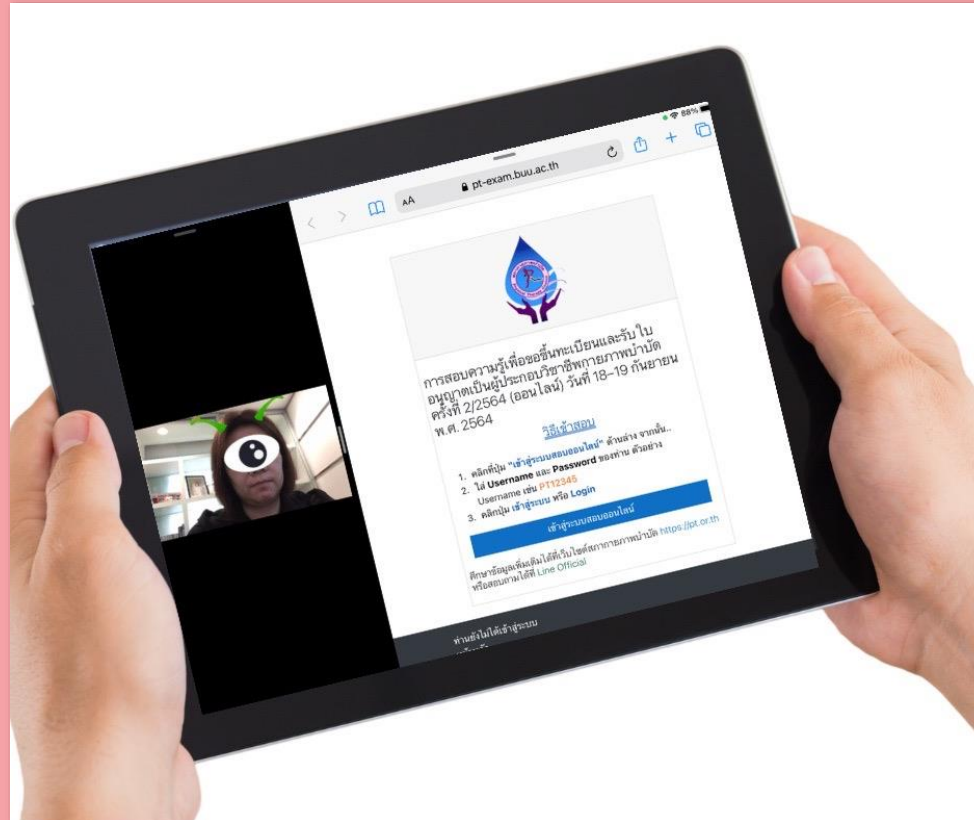 68%
AA
pt-exam.buu.ac.th
การสอบความรู้เพื่อขอขึ้นทะเบียนและรับใบ
อนุญาตเป็นผู้ประกอบวิชาชีพกายภาพบำบัด
ครั้งที่ 2/2564 (ออนไลน์) วันที่ 18–19 กันยายน
พ.ศ. 2564
วิธีเข้าสอบ
1. คลิกที่ปุ่ม "เข้าสู่ระบบสอบออนไลน์" ด้านล่าง จากนั้น..
2. ใส่ Username และ Password ของท่าน ตัวอย่าง
Username เช่น PT12345
3. คลิกปุ่ม เข้าสู่ระบบ หรือ Login
เข้าสู่ระบบสอบออนไลน์
ศึกษาข้อมูลเพิ่มเติมได้ที่เว็บไซต์สภากายภาพบำบัด https://pt.or.th
หรือสอบถามได้ที่ Line Official
ท่านยังไม่ได้เข้าสู่ระบบ